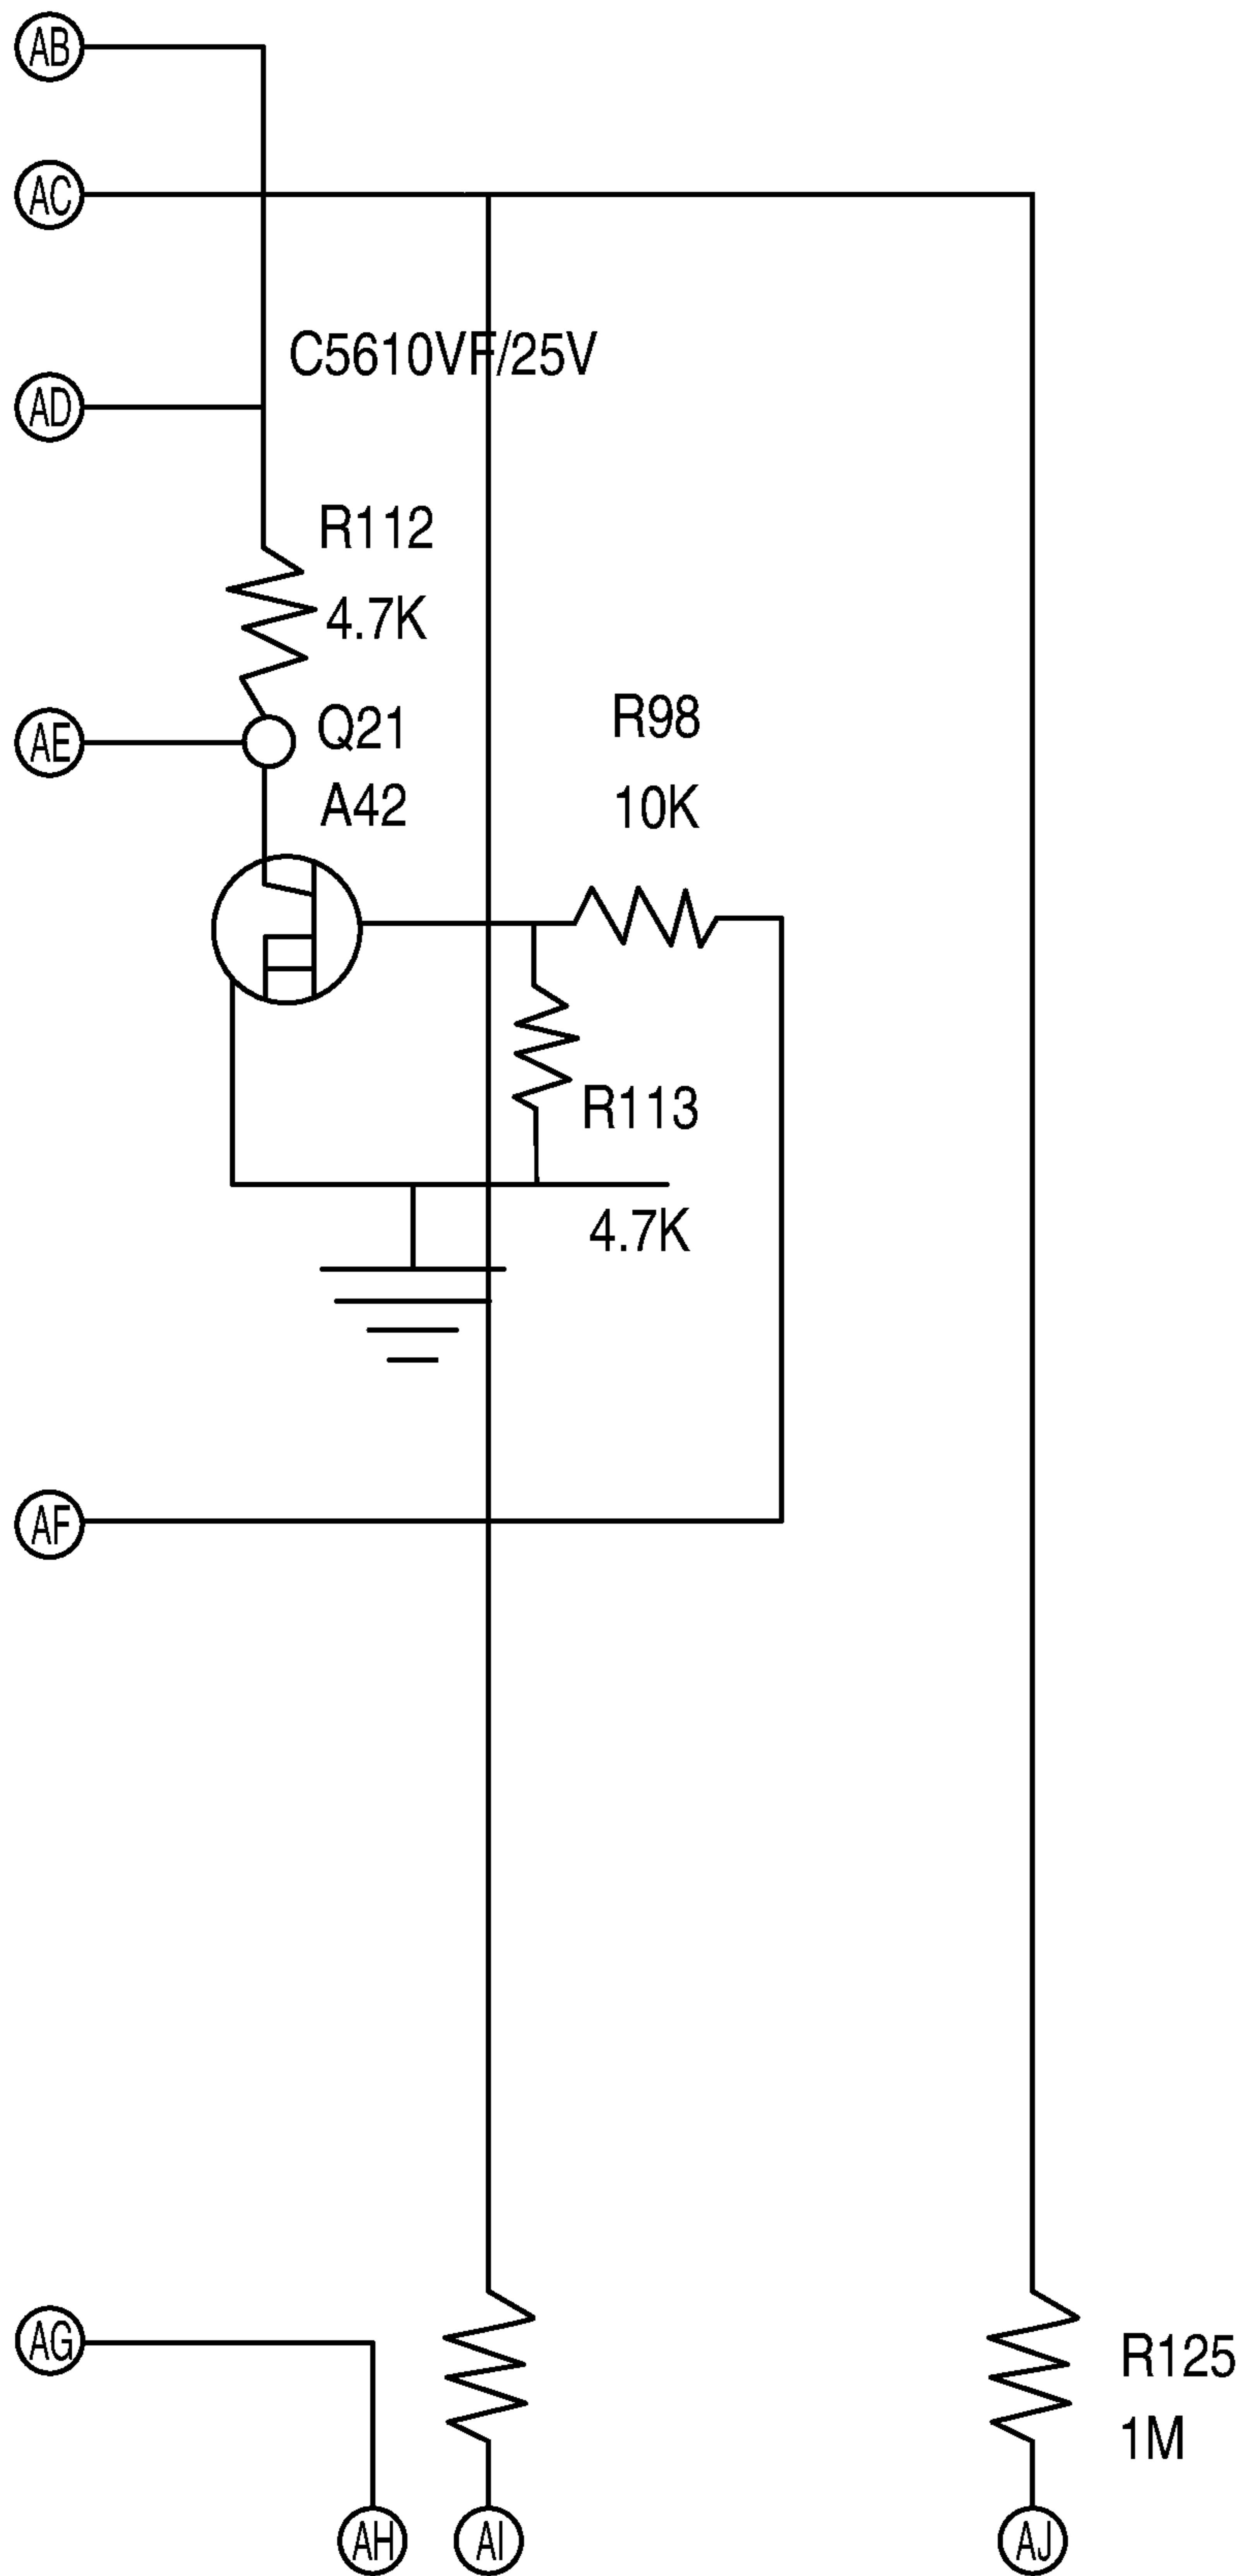 AB
AC
C5610VF/25V
AD
R112
4.7K
AE
Q21
A42
R98
10K
R113
4.7K
AF
AG
R125
1M
AH
AI
AJ